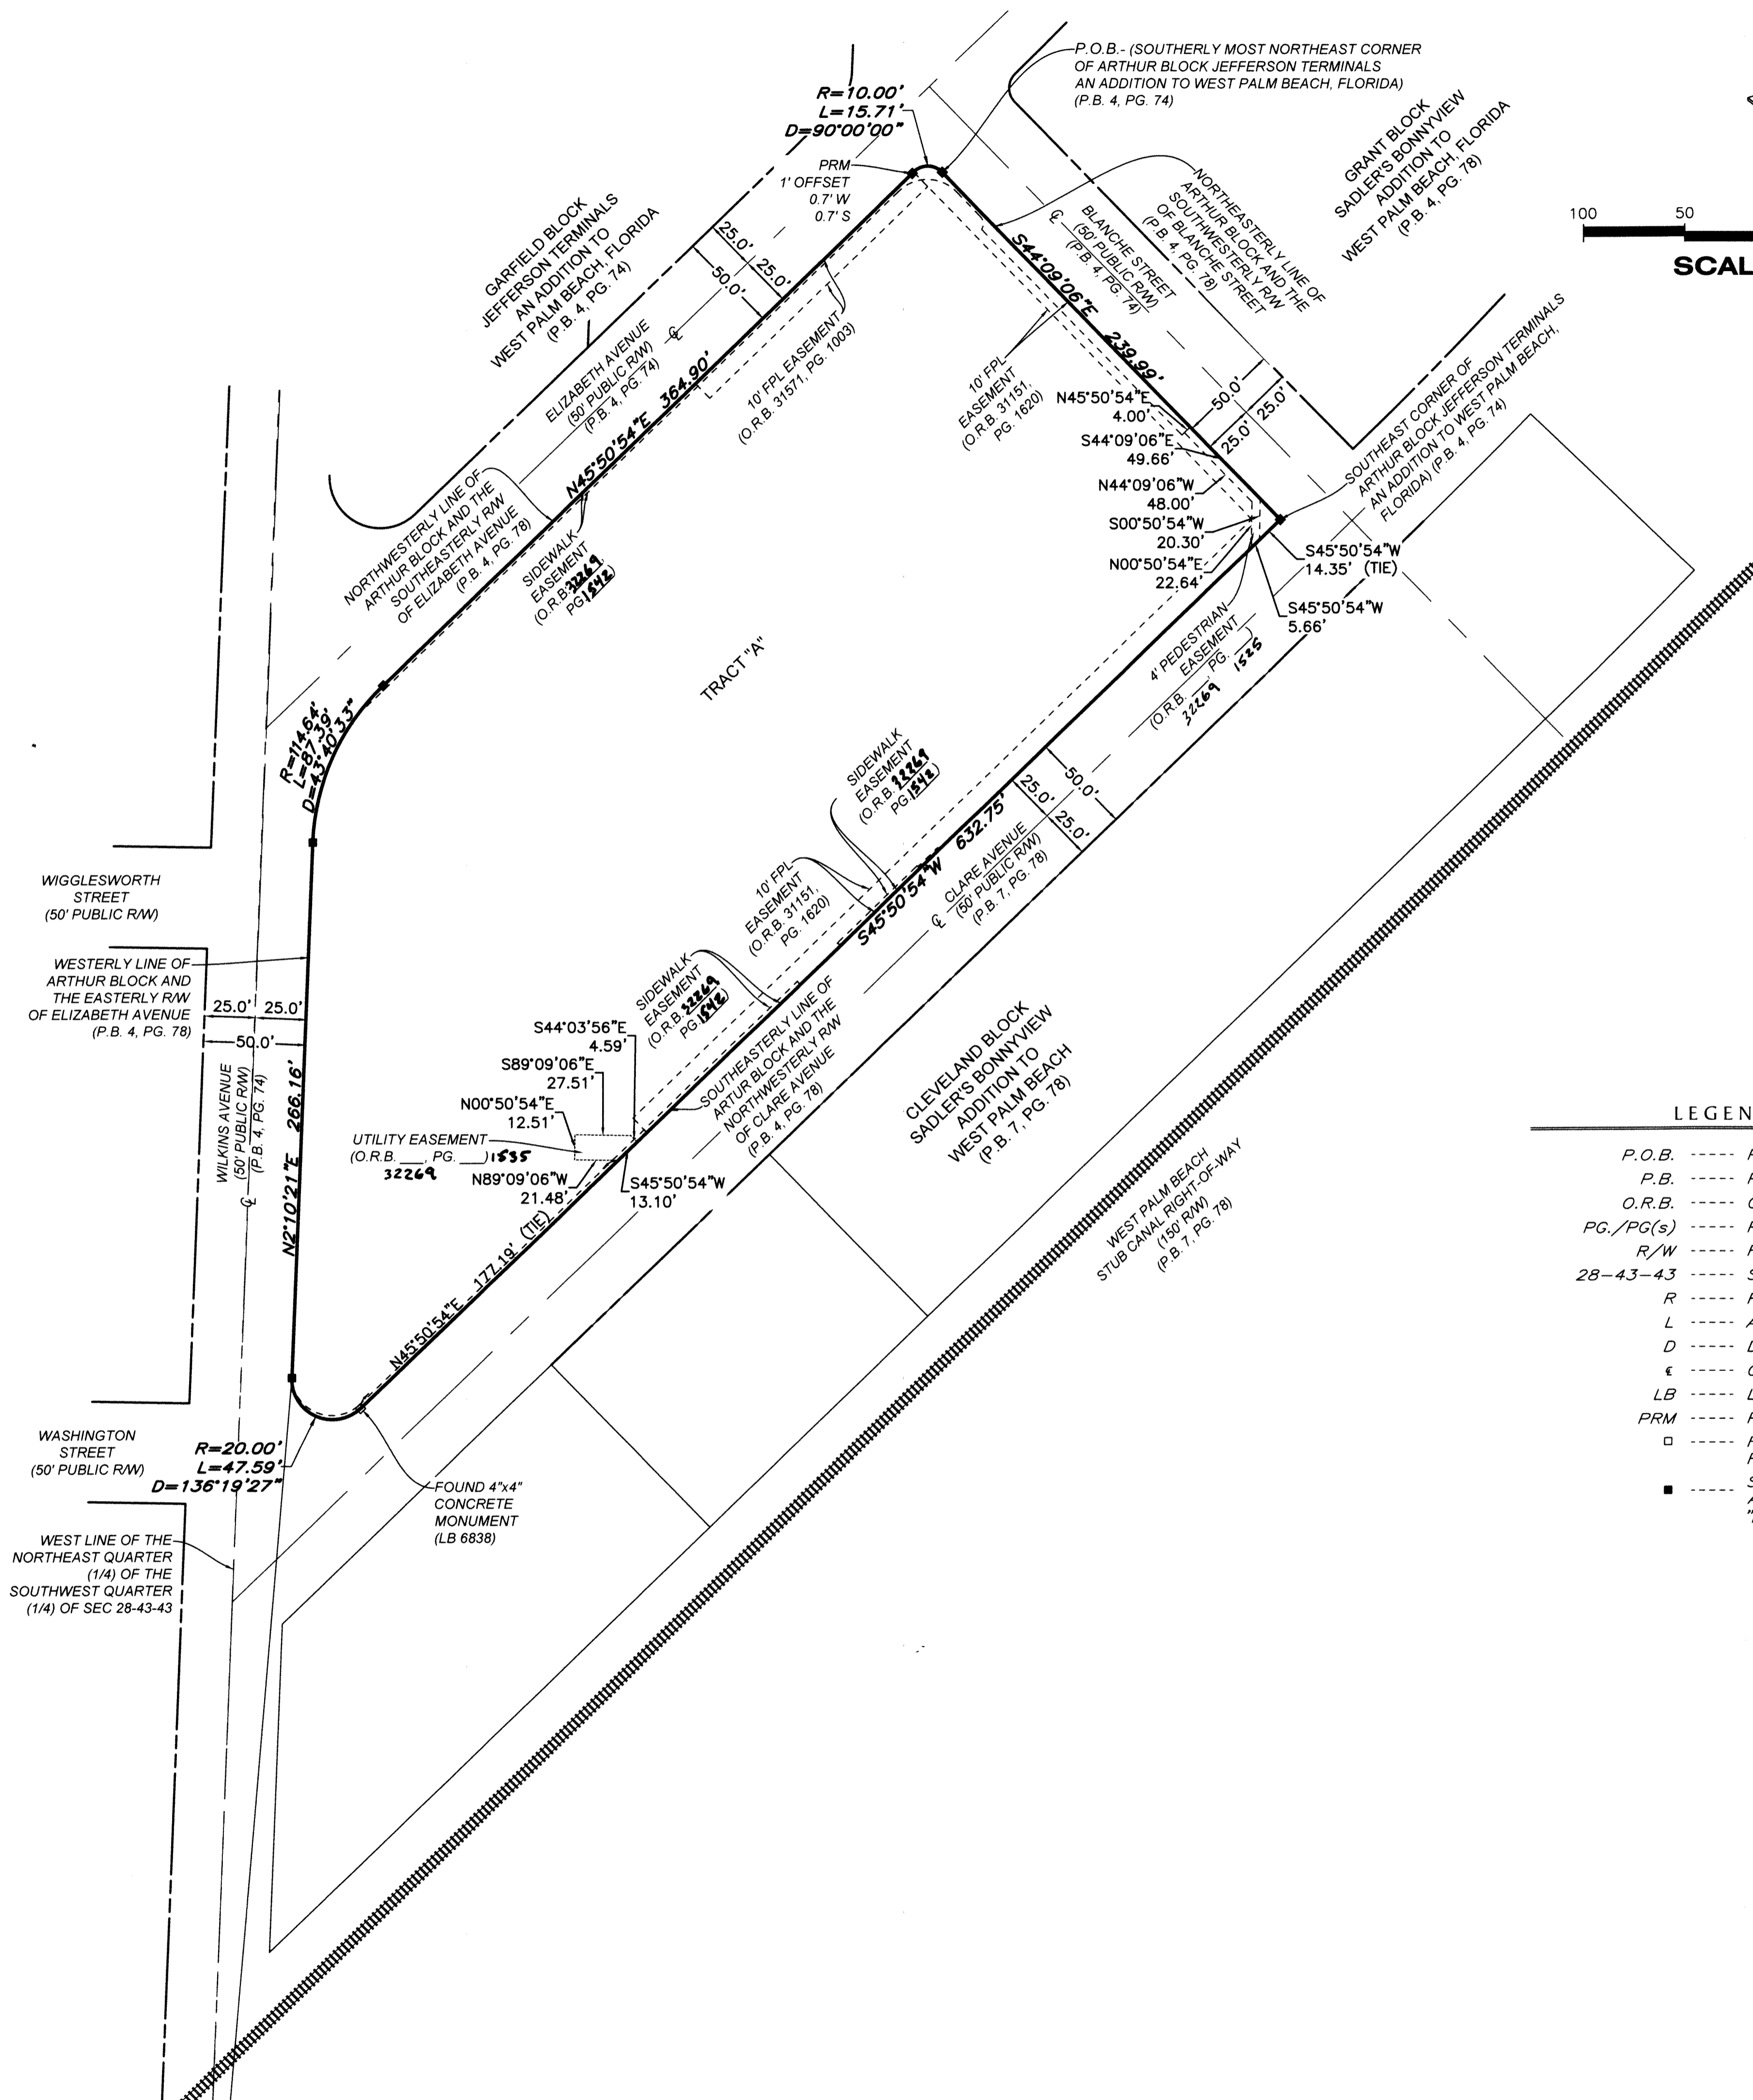 P.O.B.- (SOUTHERLY MOST NORTHEAST CORNER
OF ARTHUR BLOCK JEFFERSON TERMINALS
AN ADDITION TO WEST PALM BEACH, FLORIDA)
(P.B. 4, PG. 74)
R=10.00'
L=15.71'
D=90°00'00"
PRM
1' OFFSET
0.7' W
0.7' S
GRANT BLOCK
SADLER'S BONNYVIEW
ADDITION TO
WEST PALM BEACH, FLORIDA
(P.B. 4, PG. 78)
100 50
SCAL
GARFIELD BLOCK
JEFFERSON TERMINALS
AN ADDITION TO
WEST PALM BEACH, FLORIDA
(P.B. 4, PG. 74)
25.0'
25.0'
50.0'
NORTHEASTERLY LINE OF
ARTHUR BLOCK AND THE
SOUTHWESTERLY R/W
OF BLANCHE STREET
(P.B. 4, PG. 78)
℄
BLANCHE STREET
(50' PUBLIC R/W)
(P.B. 4, PG. 74)
S44°09'06"E 239.99'
ELIZABETH AVENUE
(50' PUBLIC R/W)
(P.B. 4, PG. 74)
℄
10' FPL EASEMENT
(O.R.B. 31571, PG. 1003)
10' FPL
EASEMENT
(O.R.B. 31151,
PG. 1620)
N45°50'54"E 364.90'
50.0'
25.0'
25.0'
N45°50'54"E
4.00'
S44°09'06"E
49.66'
N44°09'06"W
48.00'
S00°50'54"W
20.30'
N00°50'54"E
22.64'
SOUTHEAST CORNER OF
ARTHUR BLOCK JEFFERSON TERMINALS
AN ADDITION TO WEST PALM BEACH,
FLORIDA) (P.B. 4, PG. 74)
S45°50'54"W
14.35' (TIE)
S45°50'54"W
5.66'
NORTHWESTERLY LINE OF
ARTHUR BLOCK AND THE
SOUTHEASTERLY R/W
OF ELIZABETH AVENUE
(P.B. 4, PG. 78)
SIDEWALK
EASEMENT
(O.R.B. 32269,
PG. 1542)
4' PEDESTRIAN
EASEMENT
(O.R.B. ___, PG. ___)
32269 1525
TRACT "A"
R=114.64'
L=87.39'
D=43°40'33"
SIDEWALK
EASEMENT
(O.R.B. 32269
PG. 1542)
50.0'
25.0'
25.0'
S45°50'54"W 632.75'
℄
CLARE AVENUE
(50' PUBLIC R/W)
(P.B. 7, PG. 78)
WIGGLESWORTH
STREET
(50' PUBLIC R/W)
10' FPL
EASEMENT
(O.R.B. 31151,
PG. 1620)
WESTERLY LINE OF
ARTHUR BLOCK AND
THE EASTERLY R/W
OF ELIZABETH AVENUE
(P.B. 4, PG. 78)
25.0' 25.0'
50.0'
SIDEWALK
EASEMENT
(O.R.B. 32269
PG. 1542)
SOUTHEASTERLY LINE OF
ARTUR BLOCK AND THE
NORTHWESTERLY R/W
OF CLARE AVENUE
(P.B. 4, PG. 78)
CLEVELAND BLOCK
SADLER'S BONNYVIEW
ADDITION TO
WEST PALM BEACH
(P.B. 7, PG. 78)
S44°03'56"E
4.59'
S89°09'06"E
27.51'
N00°50'54"E
12.51'
UTILITY EASEMENT
(O.R.B. ___, PG. ___) 1535
32269
N89°09'06"W
21.48'
S45°50'54"W
13.10'
WILKINS AVENUE
(50' PUBLIC R/W)
(P.B. 4, PG. 74)
℄
N2°10'21"E 266.16'
N45°50'54"E 177.19' (TIE)
WEST PALM BEACH
STUB CANAL RIGHT-OF-WAY
(150' R/W)
(P.B. 7, PG. 78)
WASHINGTON
STREET
(50' PUBLIC R/W)
R=20.00'
L=47.59'
D=136°19'27"
FOUND 4"x4"
CONCRETE
MONUMENT
(LB 6838)
WEST LINE OF THE
NORTHEAST QUARTER
(1/4) OF THE
SOUTHWEST QUARTER
(1/4) OF SEC 28-43-43
LEGEN
P.O.B. -----
P.B. -----
O.R.B. -----
PG./PG(s) -----
R/W -----
28-43-43 -----
R -----
L -----
D -----
℄ -----
LB -----
PRM -----